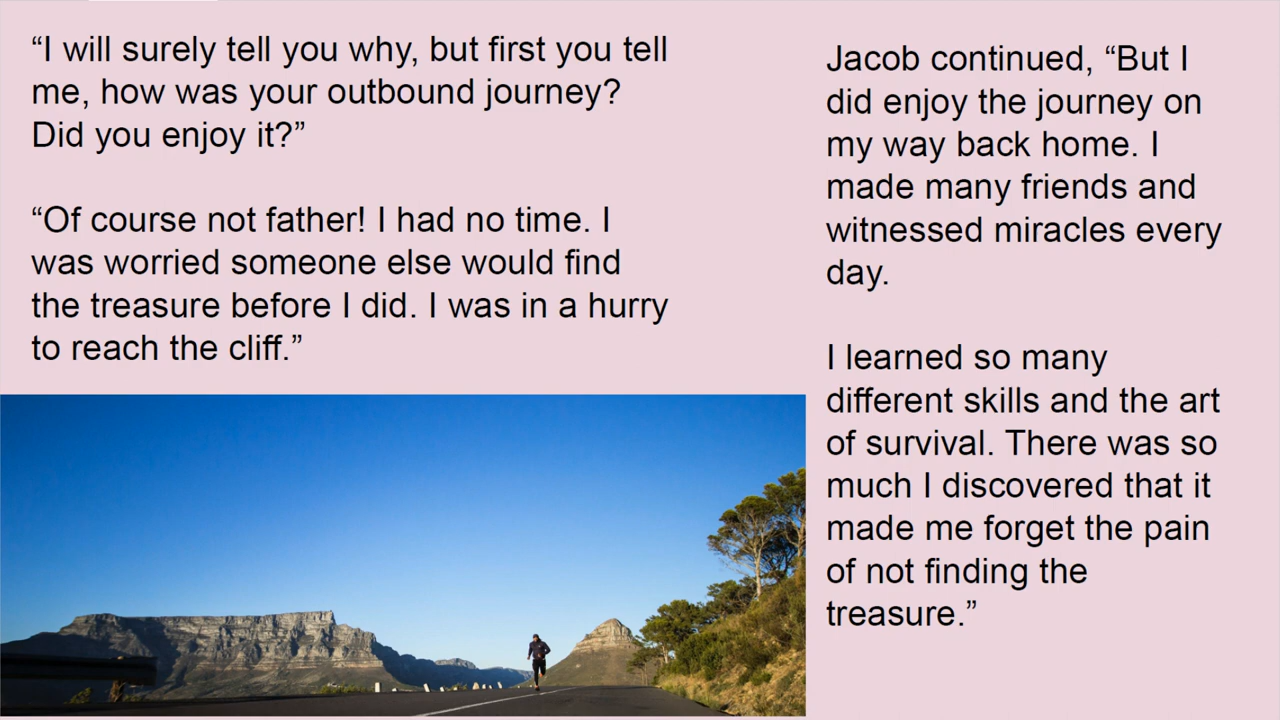 “I will surely tell you why, but first you tell
me, how was your outbound journey?
Did you enjoy it?”
“Of course not father! I had no time. I
was worried someone else would find
the treasure before I did. I was in a hurry
to reach the cliff.”
Jacob continued, “But I
did enjoy the journey on
my way back home. I
made many friends and
witnessed miracles every
day.
I learned so many
different skills and the art
of survival. There was so
much I discovered that it
made me forget the pain
of not finding the
treasure.”